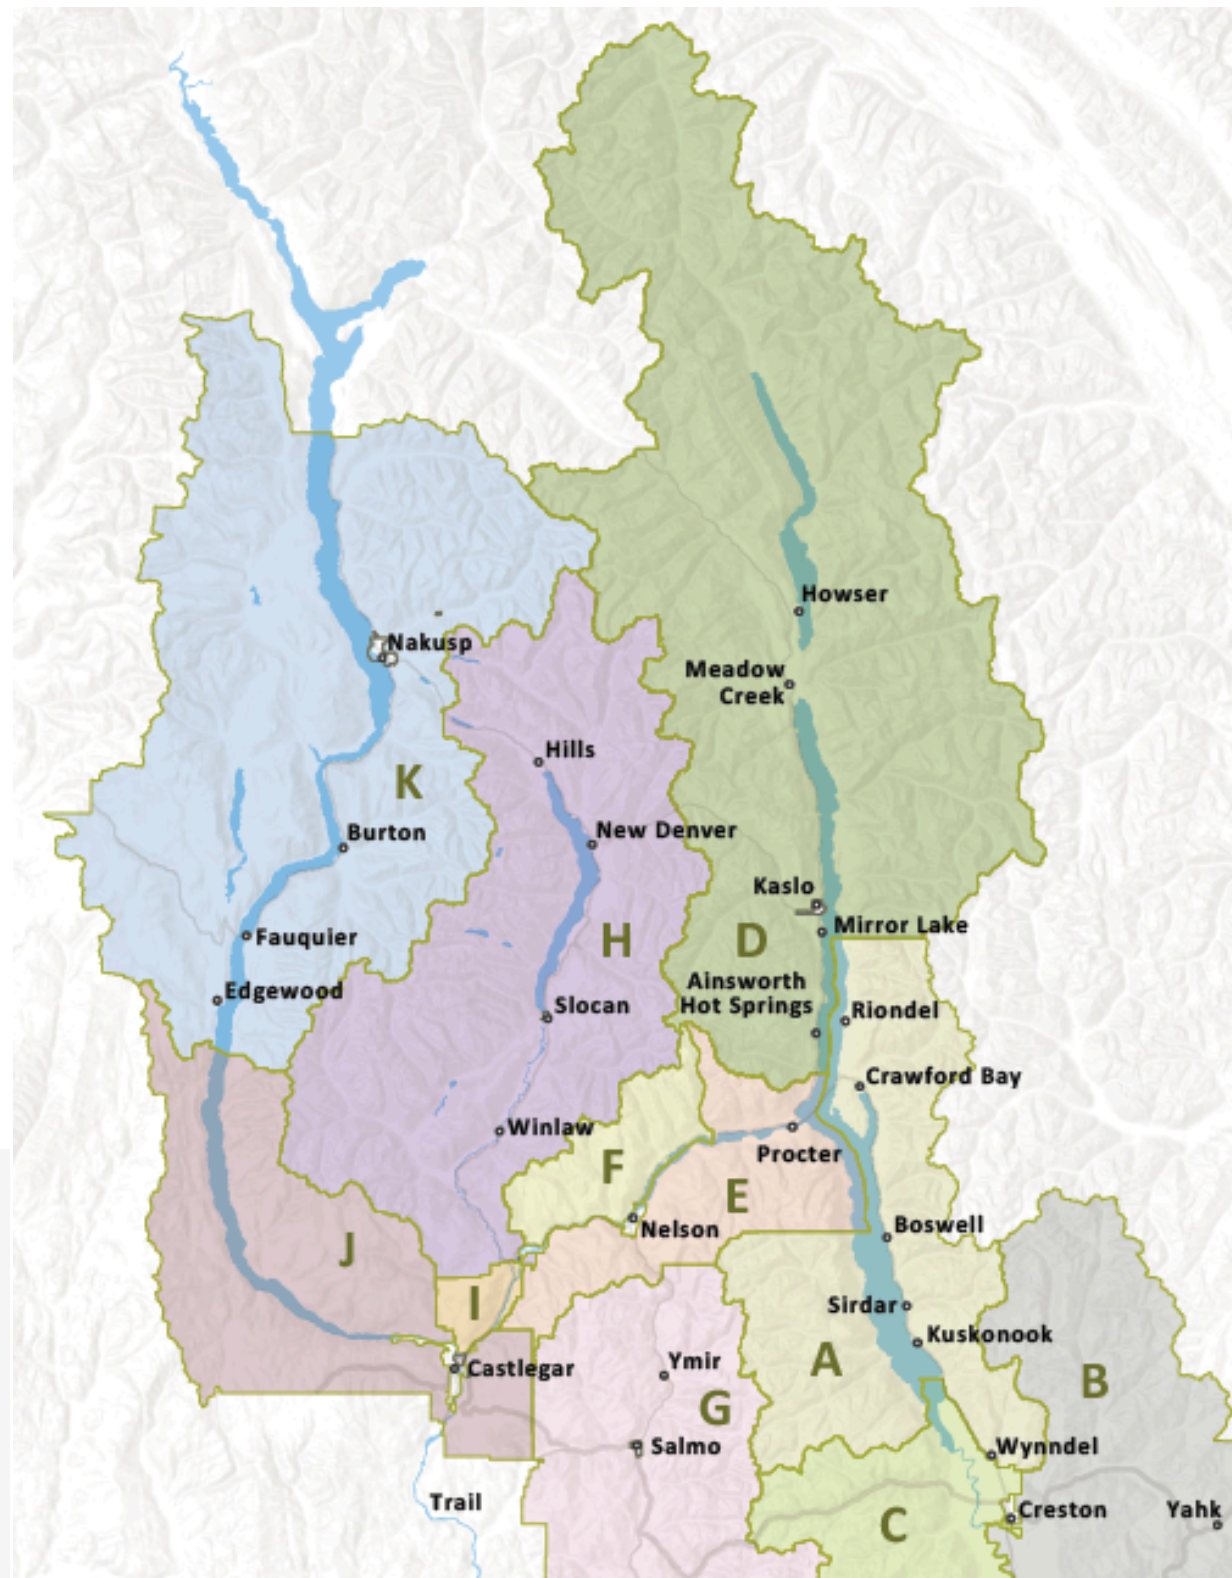 Howser
Nakusp
Meadow
Creek
Hills
K
Burton
New Denver
Kaslo
Mirror Lake
Fauquier
H
D
Edgewood
Ainsworth
Hot Springs
Slocan
Riondel
Crawford Bay
Winlaw
Procter
F
E
Nelson
Boswell
J
I
Sirdar
Kuskonook
Castlegar
Ymir
A
B
G
Salmo
Wynndel
Trail
C
Creston
Yahk